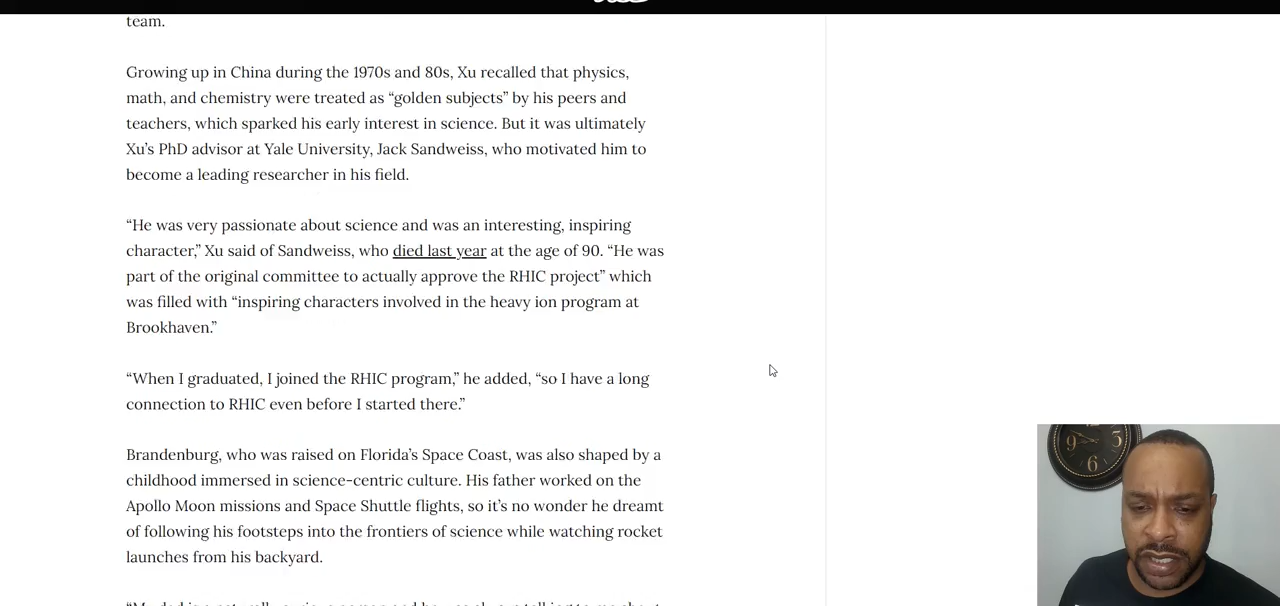 team.
Growing up in China during the 1970s and 80s, Xu recalled that physics,
math, and chemistry were treated as “golden subjects” by his peers and
teachers, which sparked his early interest in science. But it was ultimately
Xu’s PhD advisor at Yale University, Jack Sandweiss, who motivated him to
become a leading researcher in his field.
“He was very passionate about science and was an interesting, inspiring
character,” Xu said of Sandweiss, who died last year at the age of 90. “He was
part of the original committee to actually approve the RHIC project” which
was filled with “inspiring characters involved in the heavy ion program at
Brookhaven.”
“When I graduated, I joined the RHIC program,” he added, “so I have a long
connection to RHIC even before I started there.”
Brandenburg, who was raised on Florida’s Space Coast, was also shaped by a
childhood immersed in science-centric culture. His father worked on the
Apollo Moon missions and Space Shuttle flights, so it’s no wonder he dreamt
of following his footsteps into the frontiers of science while watching rocket
launches from his backyard.
9 3
6